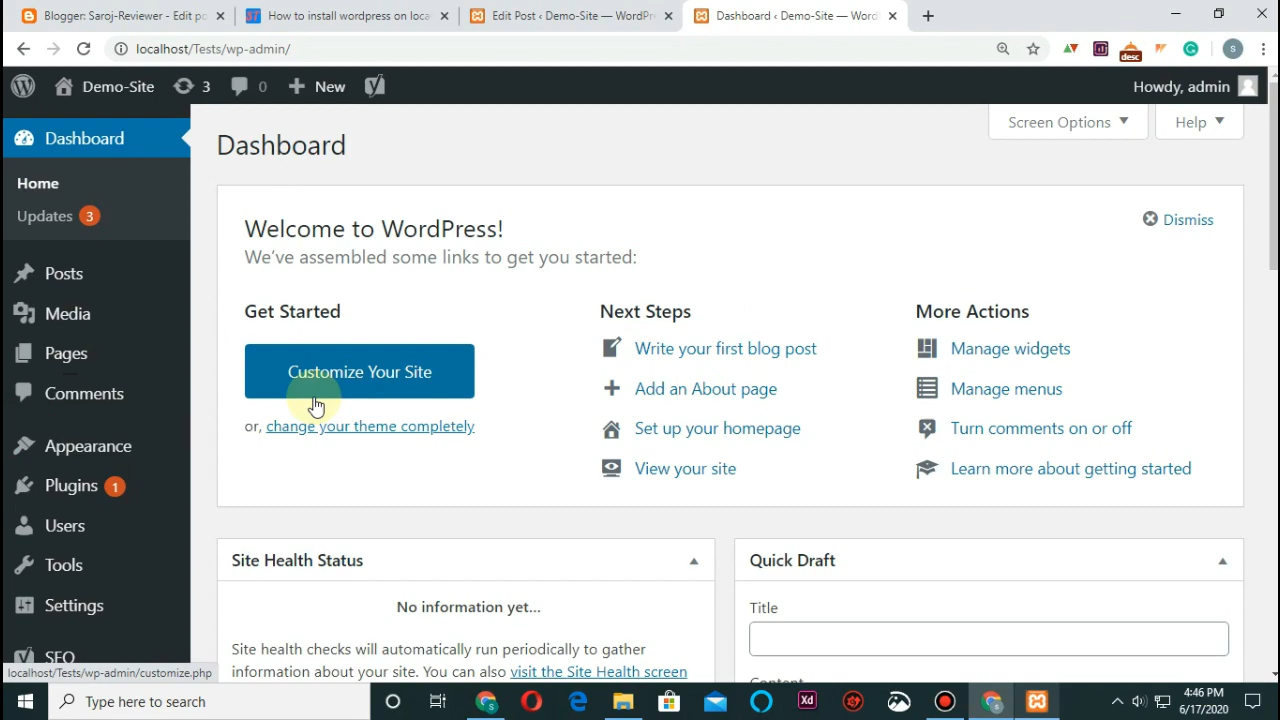 Blogger: Saroj-Reviewer - Edit po
How to install wordpress on loca
Edit Post ‹ Demo-Site — WordPr
Dashboard ‹ Demo-Site — Word
localhost/Tests/wp-admin/
desc
S
Demo-Site
3
0
New
Howdy, admin
Dashboard
Home
Updates 3
Posts
Media
Pages
Comments
Appearance
Plugins 1
Users
Tools
Settings
SEO
localhost/Tests/wp-admin/customize.php
Screen Options
Help
Dashboard
Welcome to WordPress!
We've assembled some links to get you started:
Dismiss
Get Started
Customize Your Site
or, change your theme completely
Next Steps
Write your first blog post
Add an About page
Set up your homepage
View your site
More Actions
Manage widgets
Manage menus
Turn comments on or off
Learn more about getting started
Site Health Status
No information yet...
Site health checks will automatically run periodically to gather
information about your site. You can also visit the Site Health screen
Quick Draft
Title
Content
Type here to search
Xd
4:46 PM
6/17/2020